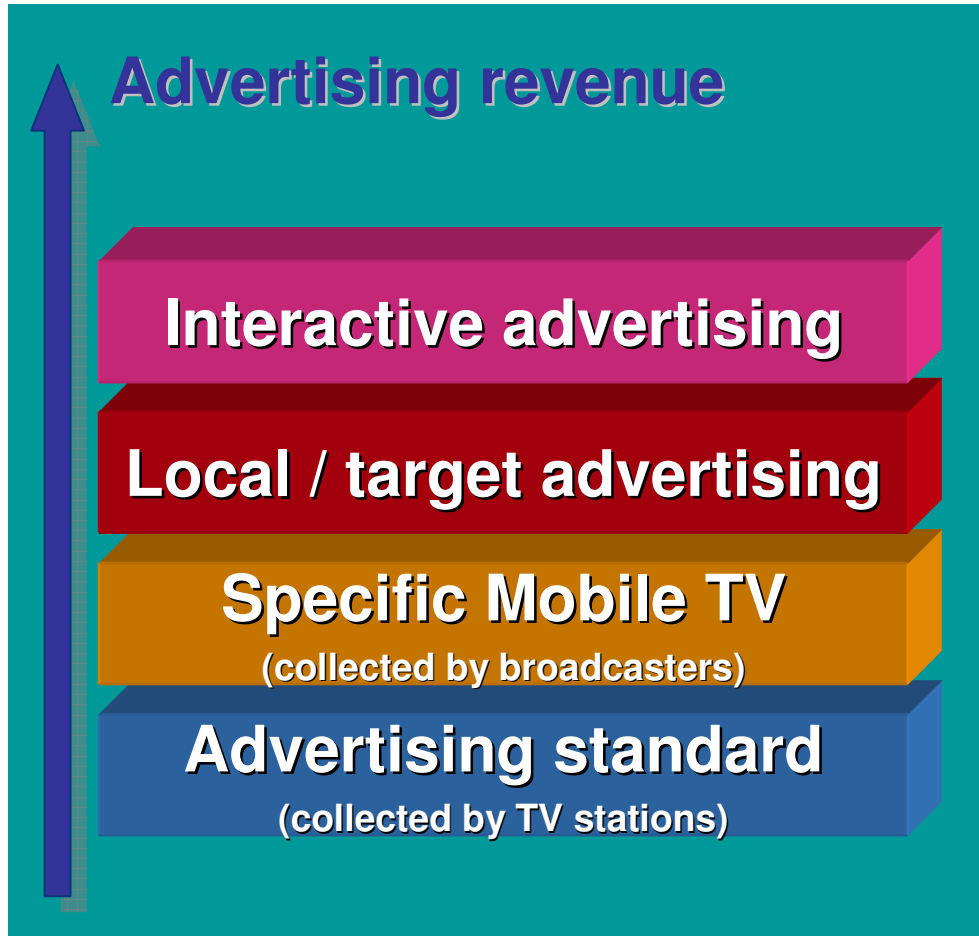 Advertising revenue
Interactive advertising
Local / target advertising
Specific Mobile TV
(collected by broadcasters)
Advertising standard
(collected by TV stations)